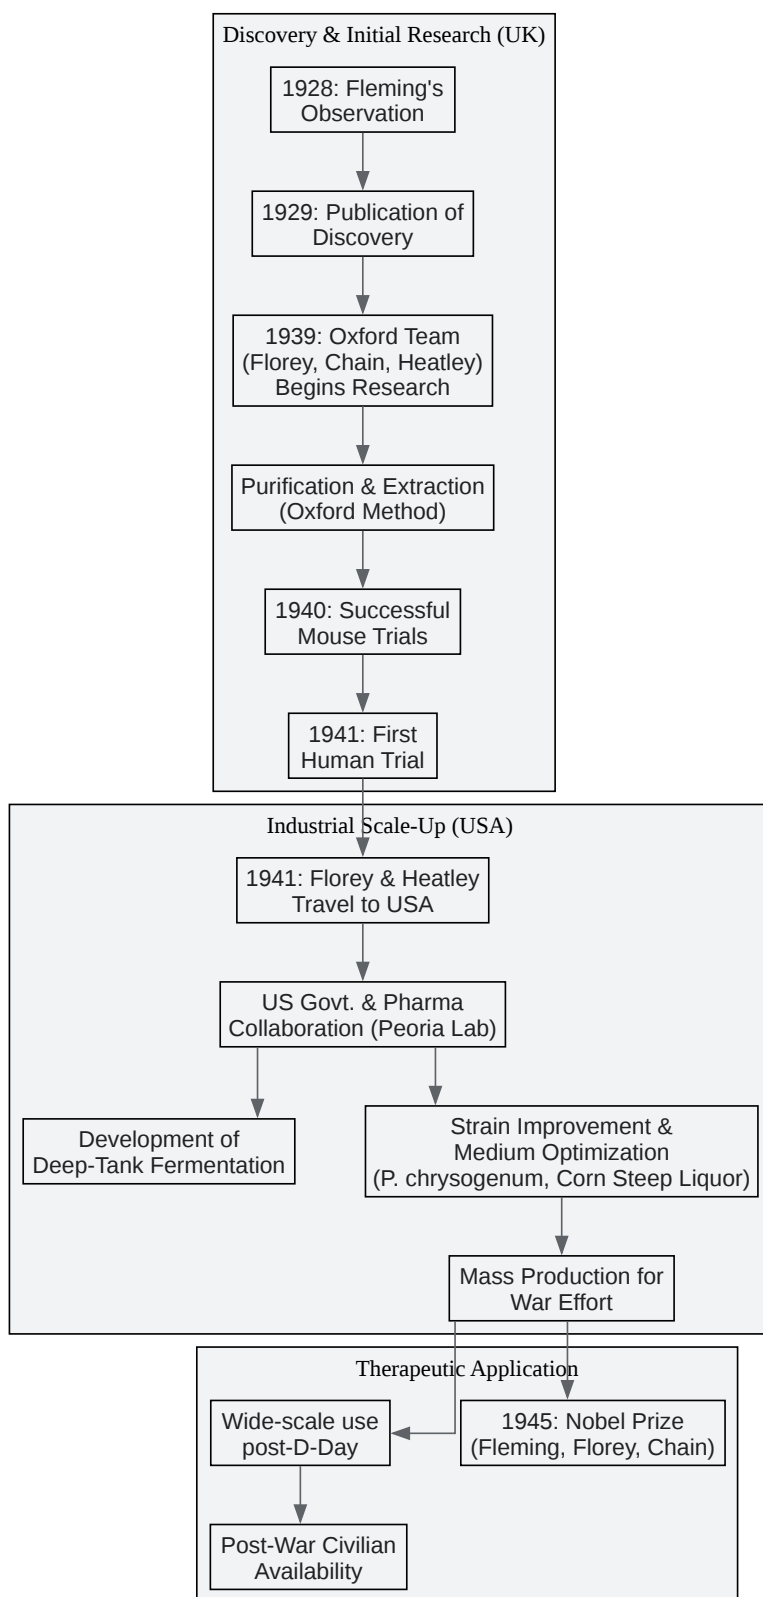 Discovery & Initial Research (UK)
1928: Fleming's
Observation
1929: Publication of
Discovery
1939: Oxford Team
(Florey, Chain, Heatley)
Begins Research
Purification & Extraction
(Oxford Method)
1940: Successful
Mouse Trials
1941: First
Human Trial
Industrial Scale-Up (USA)
1941: Florey & Heatley
Travel to USA
US Govt. & Pharma
Collaboration (Peoria Lab)
Development of
Deep-Tank Fermentation
Strain Improvement &
Medium Optimization
(P. chrysogenum, Corn Steep Liquor)
Mass Production for
War Effort
Therapeutic Application
Wide-scale use
post-D-Day
1945: Nobel Prize
(Fleming, Florey, Chain)
Post-War Civilian
Availability